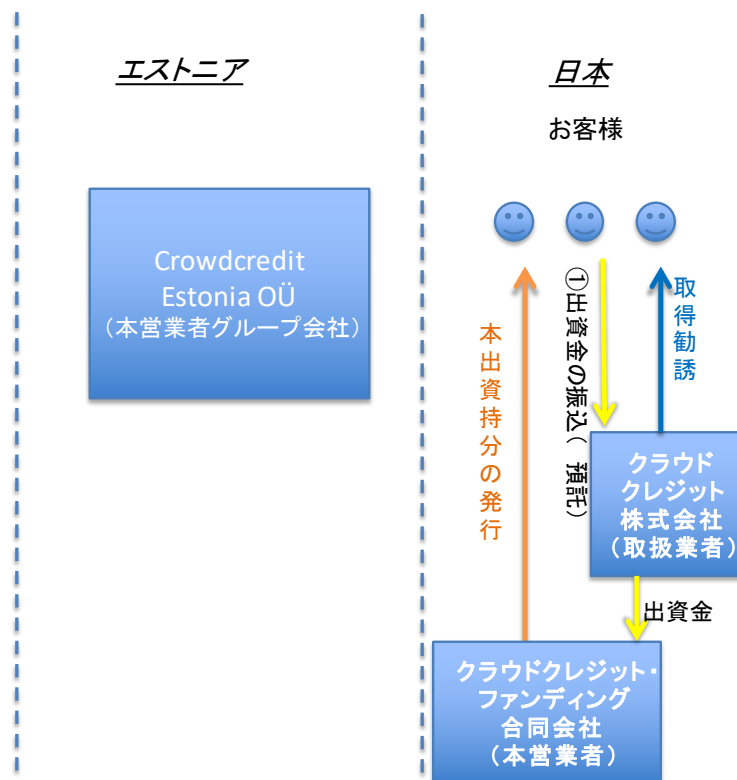 エストニア
日本
お客様
Crowdcredit
Estonia OÜ
（本営業者グループ会社）
本出資持分の発行
①出資金の振込（ 預託）
取得勧誘
クラウド
クレジット
株式会社
（取扱業者）
出資金
クラウドクレジット・
ファンディング
合同会社
（本営業者）